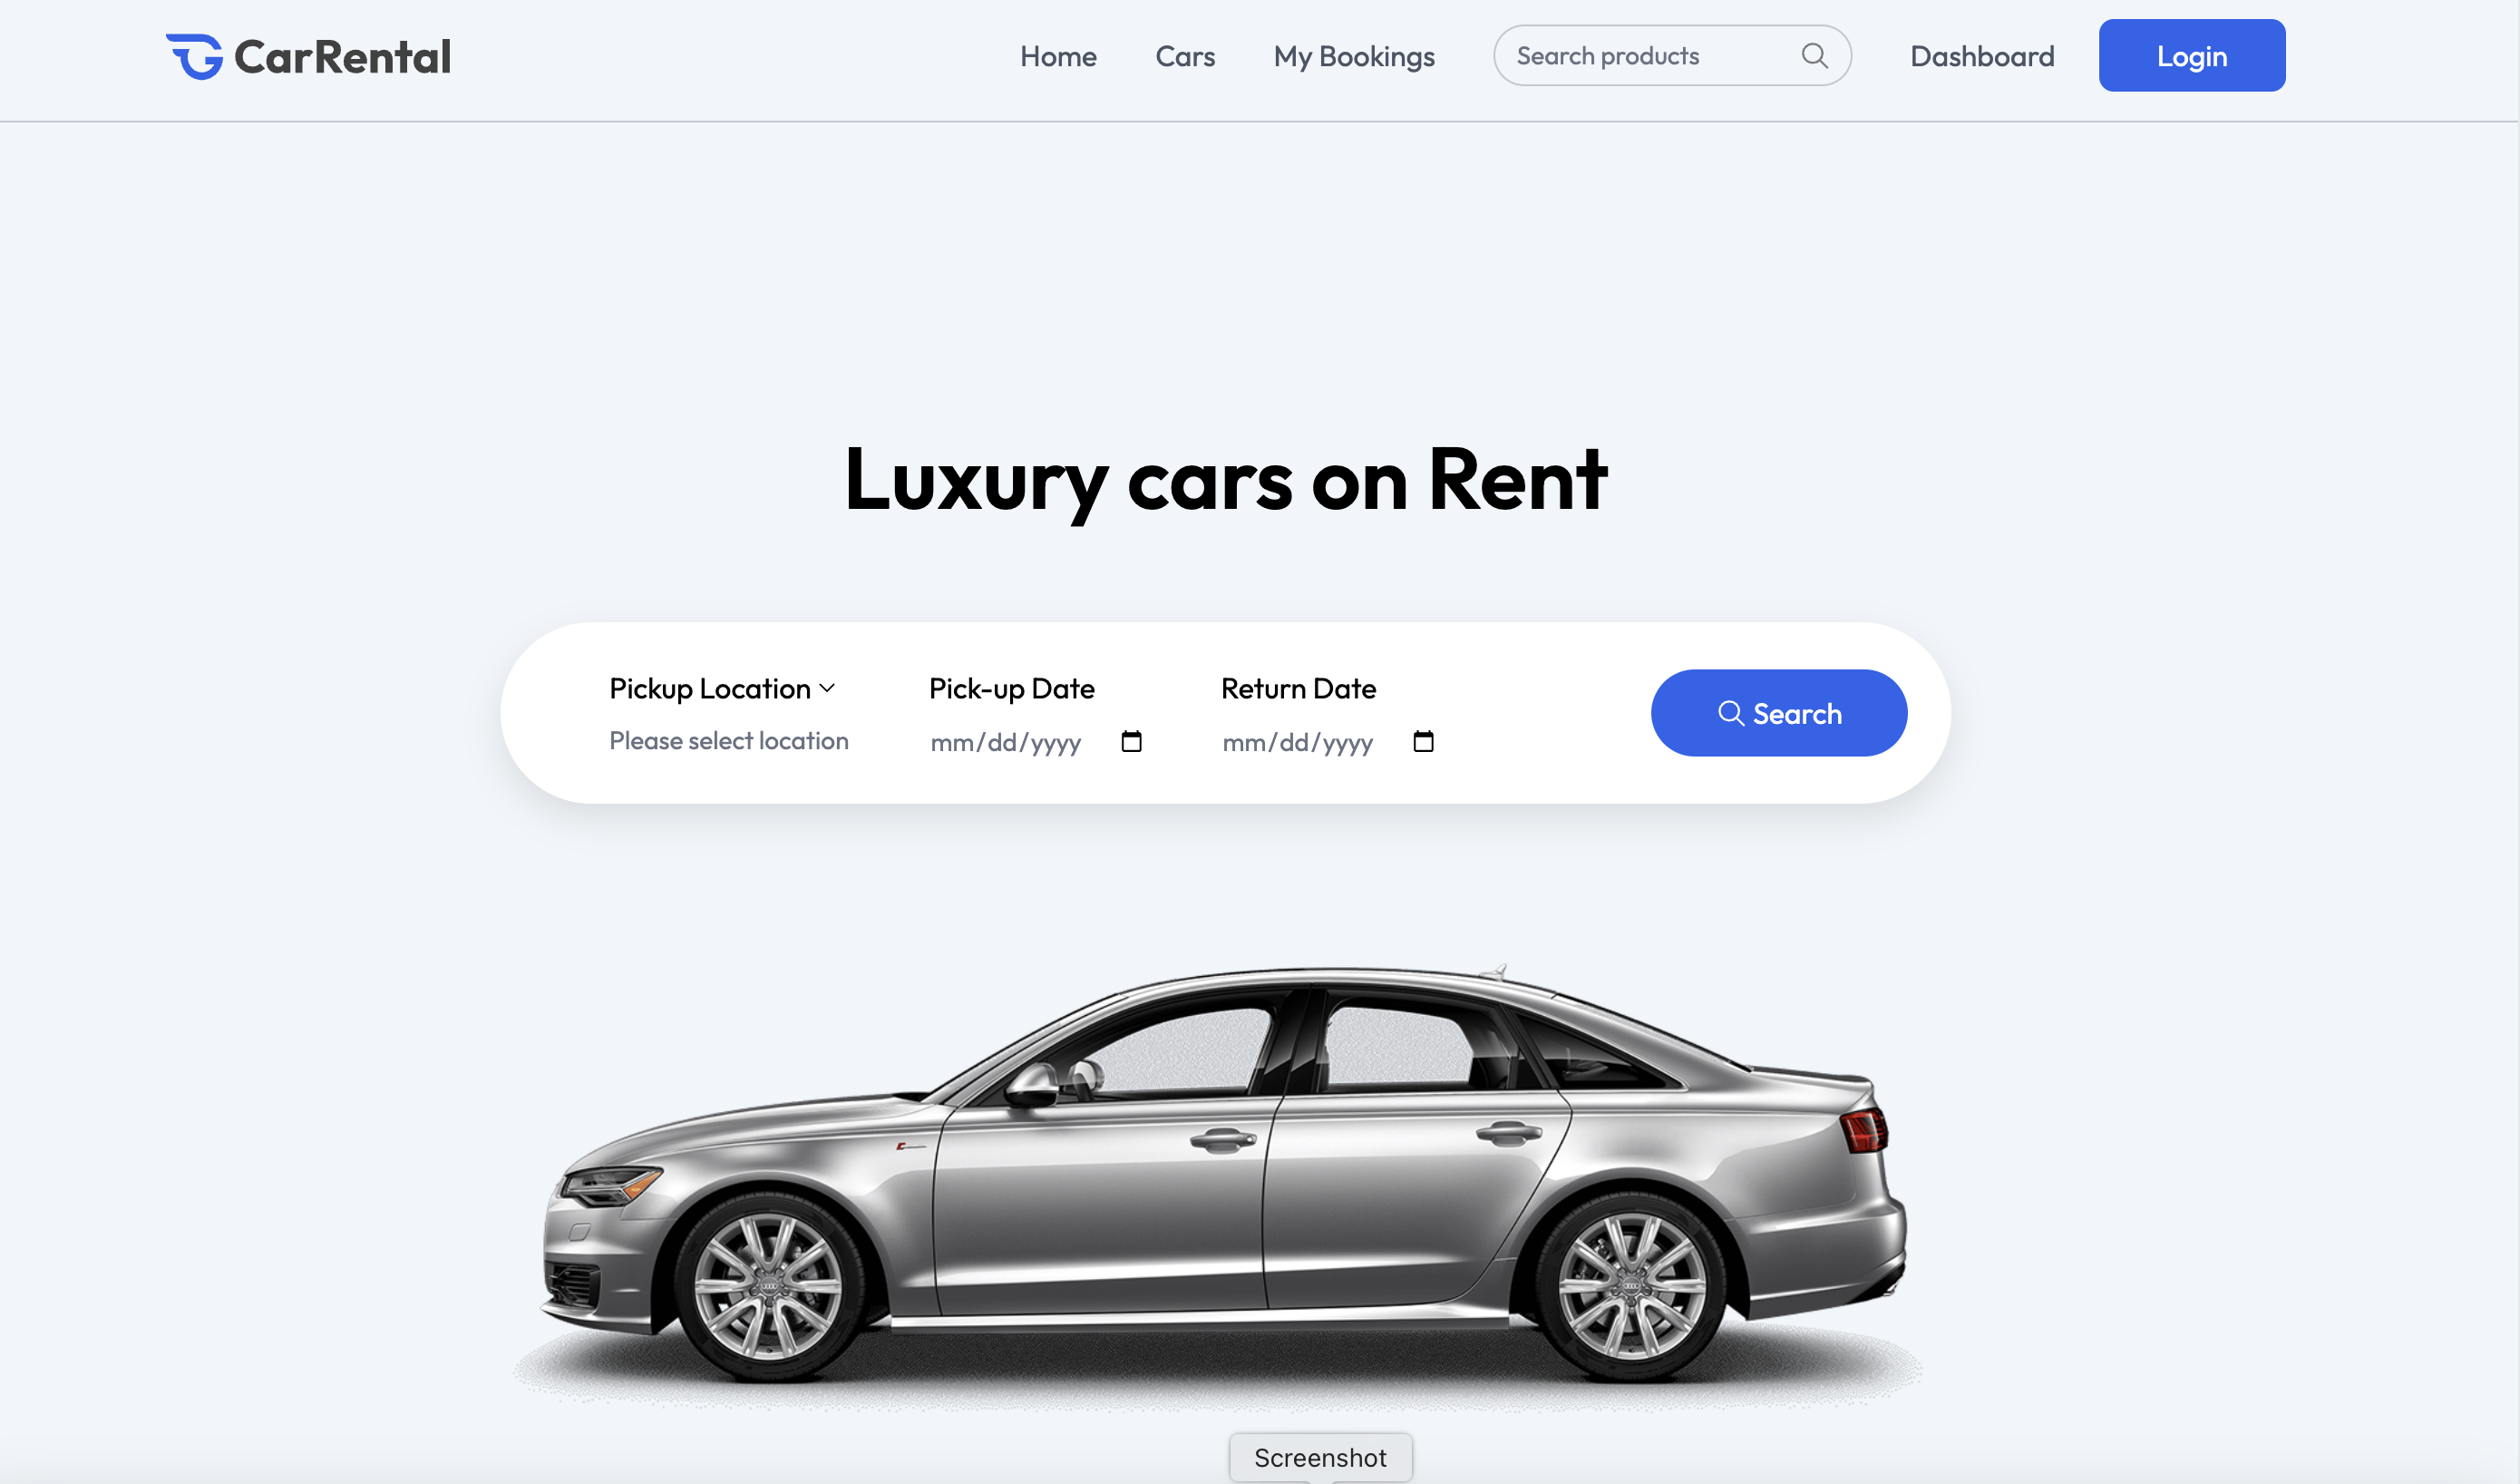 CarRental
Home Cars My Bookings Search products Dashboard Login
Luxury cars on Rent
Pickup Location Pick-up Date Return Date
Please select location mm/dd/yyyy mm/dd/yyyy
Search
Screenshot